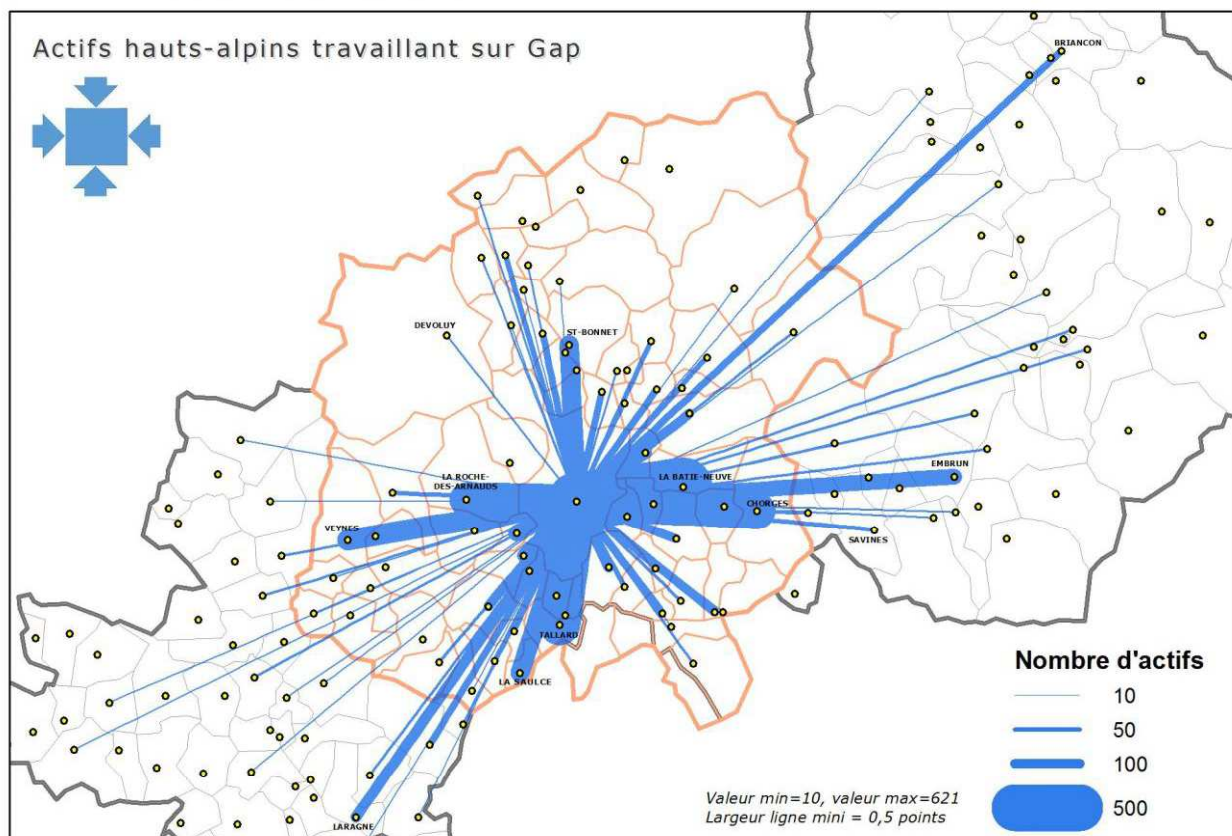 Actifs hauts-alpins travaillant sur Gap
BRIANCON
DEVOLUY
ST-BONNET
LA ROCHE-
DES-ARNAUDS
LA BATIE-NEUVE
EMBRUN
CHORGES
VEYNES
SAVINES
TALLARD
LA SAULCE
LARAGNE
Nombre d'actifs
10
50
100
500
Valeur min=10, valeur max=621
Largeur ligne mini = 0,5 points